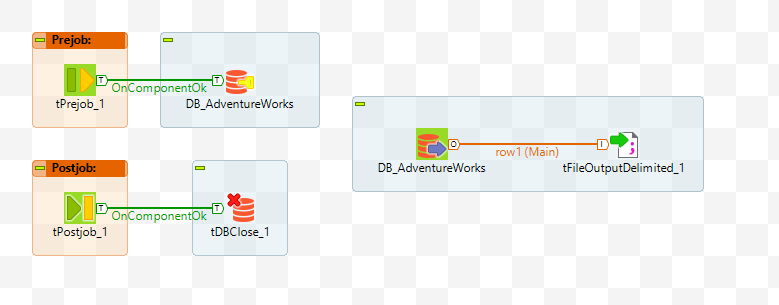 Prejob:
T
OnComponentOk
T
tPrejob_1
DB_AdventureWorks
O
row1 (Main)
I
DB_AdventureWorks
tFileOutputDelimited_1
Postjob:
T
OnComponentOk
T
tPostjob_1
tDBClose_1